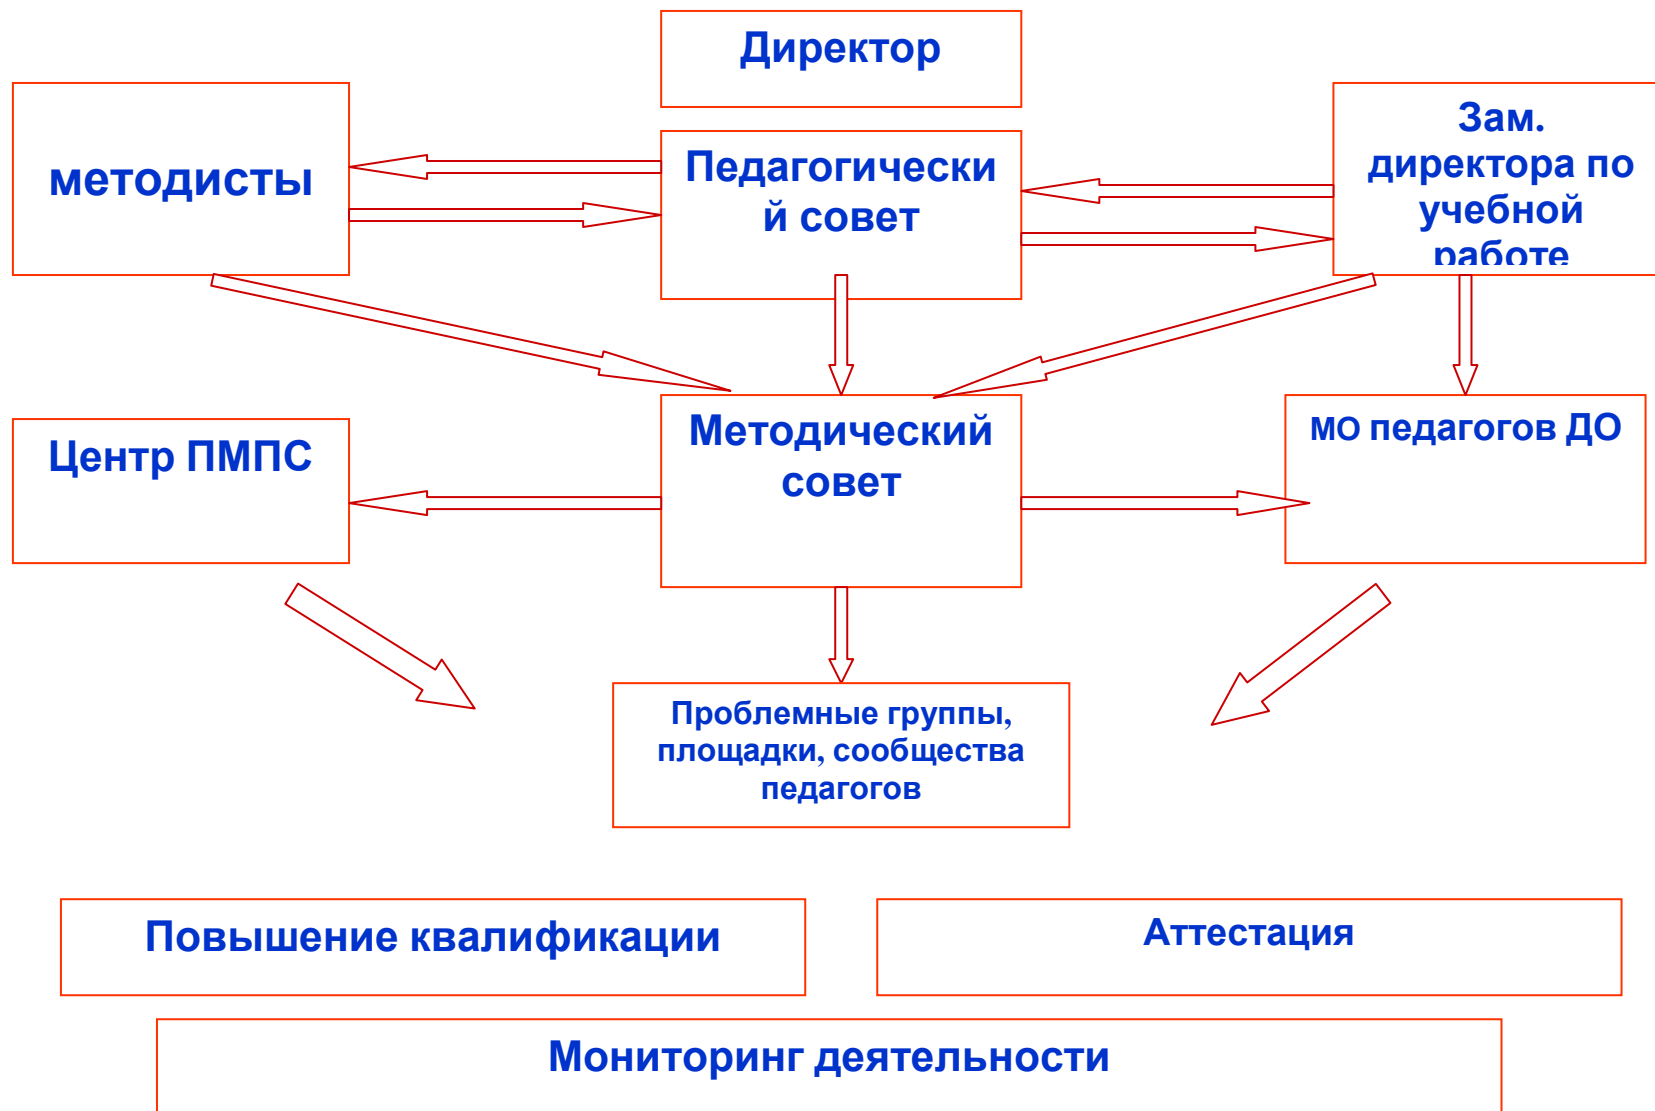 Директор
методисты
Педагогически
й совет
Зам.
директора по
учебной
работе
Центр ПМПС
Методический
совет
МО педагогов ДО
Проблемные группы,
площадки, сообщества
педагогов
Повышение квалификации
Аттестация
Мониторинг деятельности